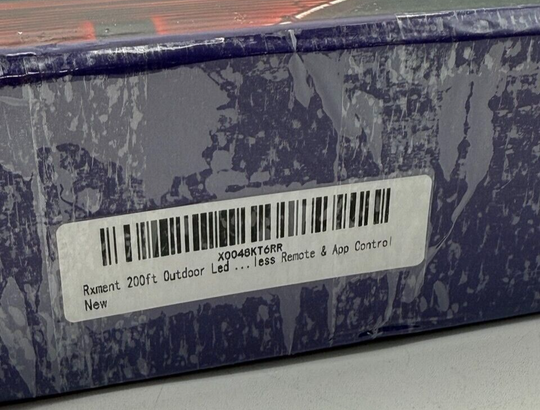 X0048KT6RR
Rxment 200ft Outdoor Led ...less Remote & App Control
New